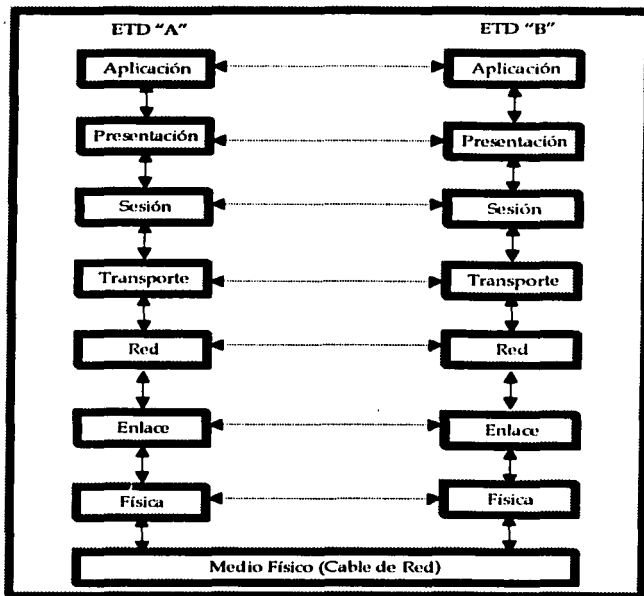 ETD "A" ETD "B"
Aplicación Aplicación
Presentación Presentación
Sesión Sesión
Transporte Transporte
Red Red
Enlace Enlace
Física Física
Medio Físico (Cable de Red)